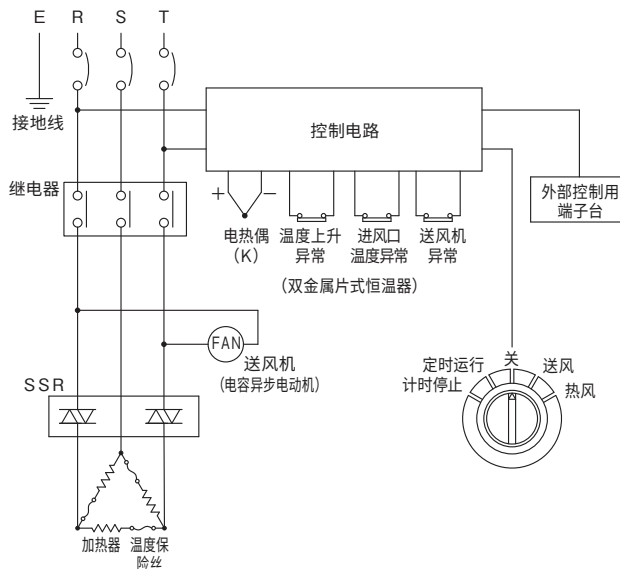 E R S T
接地线
控制电路
继电器
外部控制用
端子台
+ −
电热偶
(K)
温度上升
异常
进风口
温度异常
送风机
异常
(双金属片式恒温器)
FAN
送风机
(电容异步电动机)
SSR
关
定时运行
送风
计时停止
热风
加热器
温度保
险丝